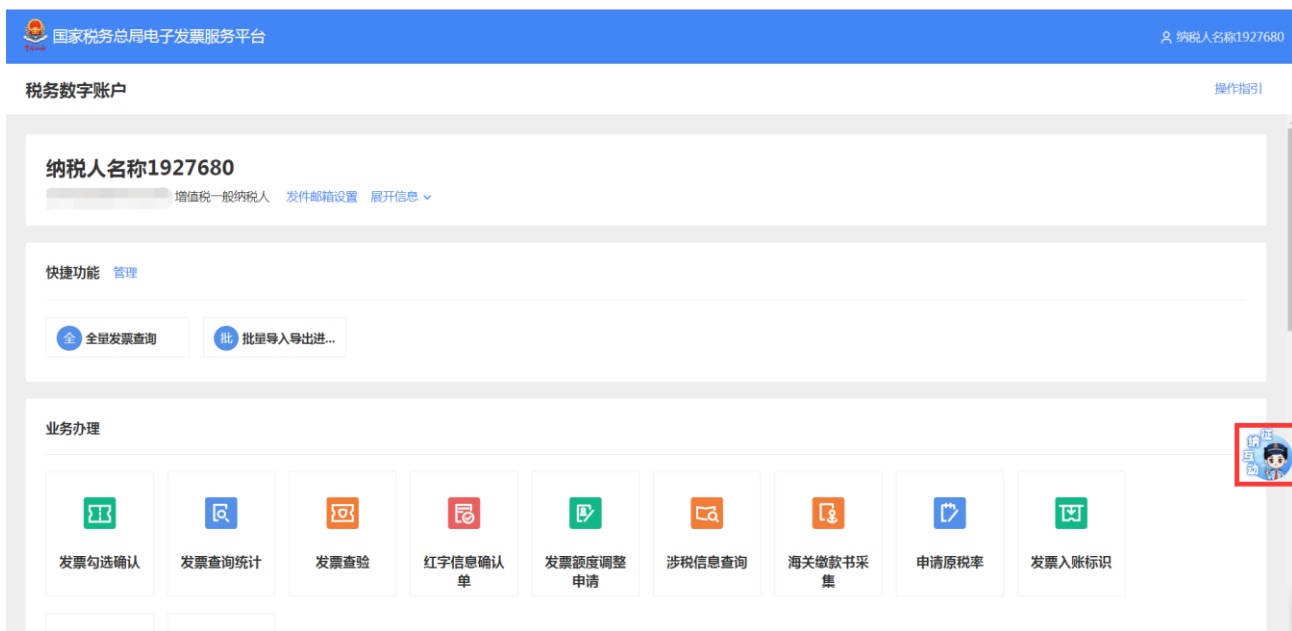 国家税务总局电子发票服务平台
纳税人名称1927680
税务数字账户
操作指引
纳税人名称1927680
增值税一般纳税人 发件邮箱设置 展开信息
快捷功能 管理
全 全量发票查询 批 批量导入导出进...
业务办理
征纳互动
发票勾选确认
发票查询统计
发票查验
红字信息确认
单
发票额度调整
申请
涉税信息查询
海关缴款书采
集
申请原税率
发票入账标识